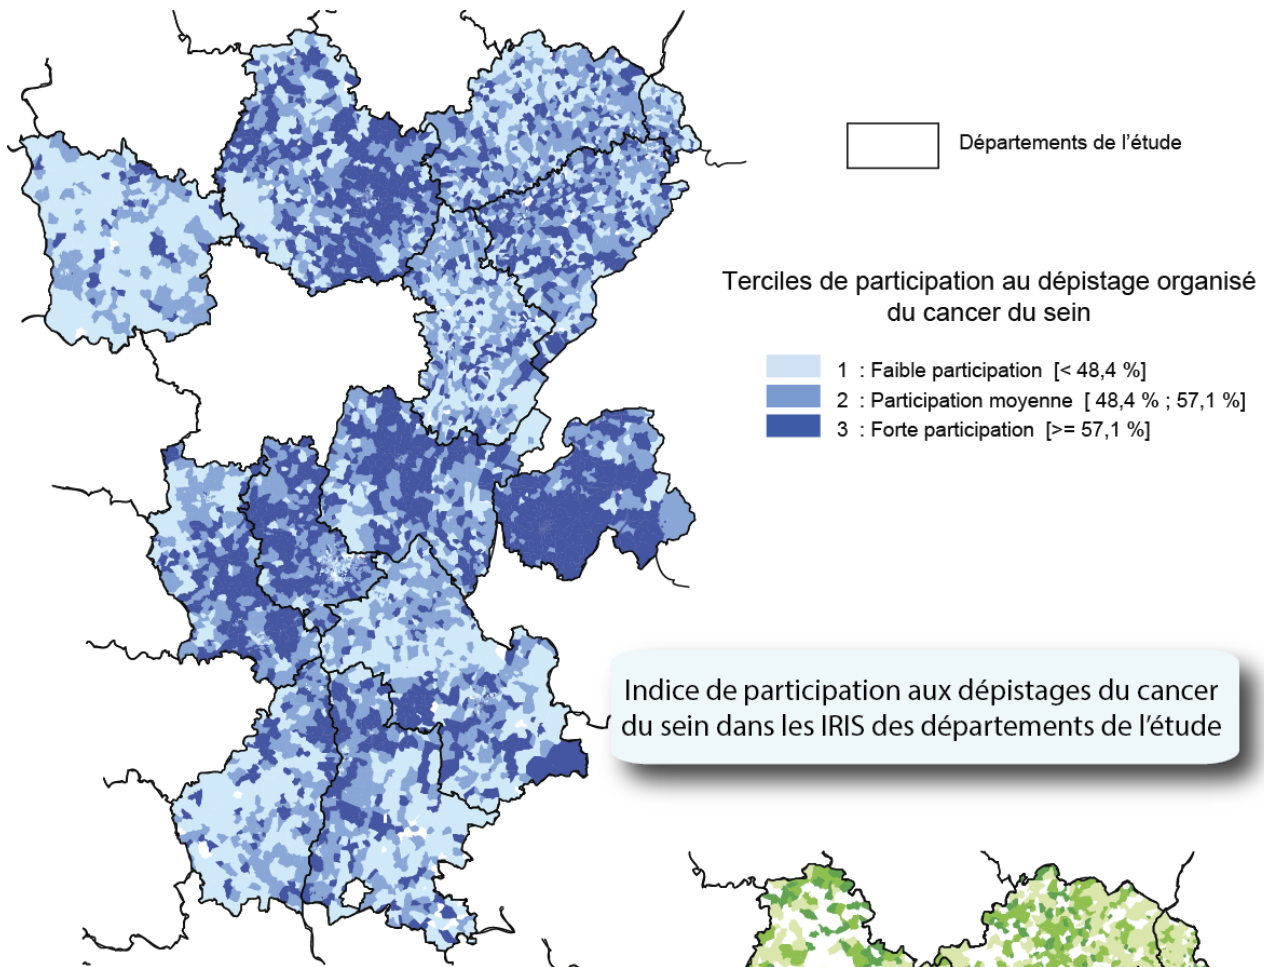 Départements de l'étude
Terciles de participation au dépistage organisé
du cancer du sein
1 : Faible participation [< 48,4 %]
2 : Participation moyenne [ 48,4 % ; 57,1 %]
3 : Forte participation [>= 57,1 %]
Indice de participation aux dépistages du cancer
du sein dans les IRIS des départements de l'étude